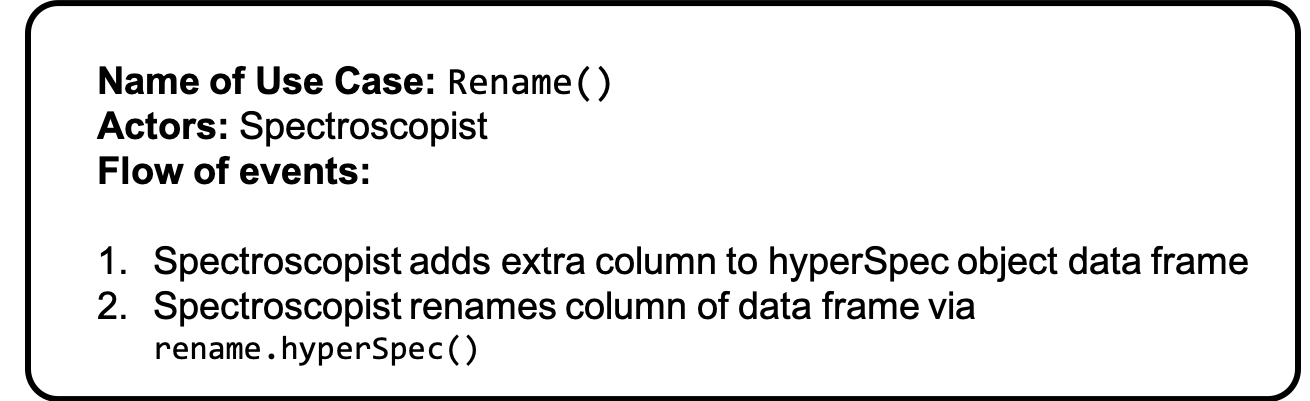 Name of Use Case: Rename()
Actors: Spectroscopist
Flow of events:
1. Spectroscopist adds extra column to hyperSpec object data frame
2. Spectroscopist renames column of data frame via
rename.hyperSpec()